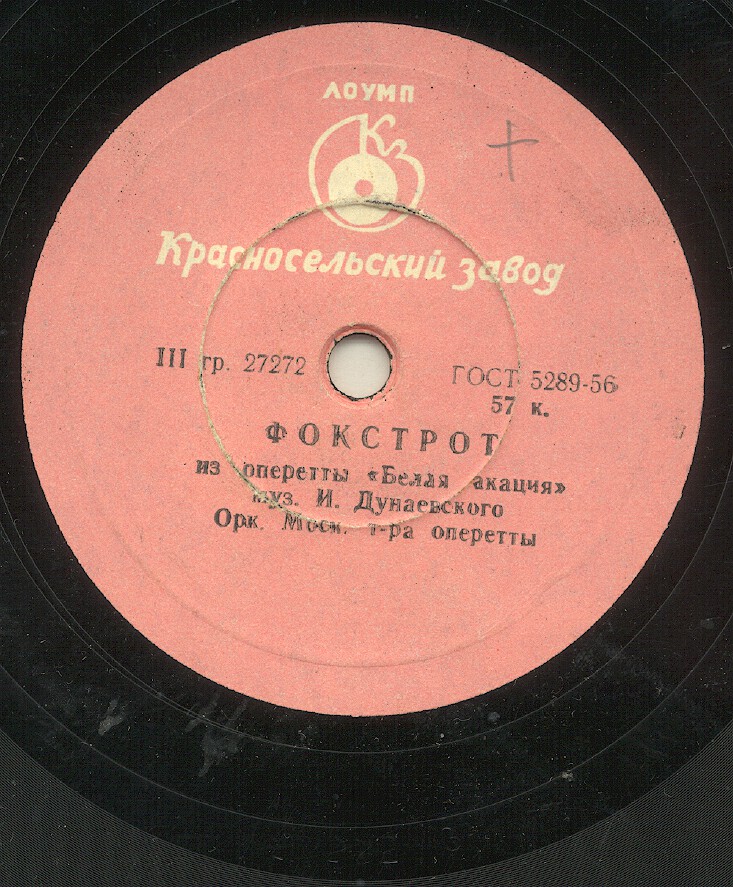 ЛОУМП
Кз
Красносельский завод
III гр. 27272
ГОСТ 5289-56
57 к.
ФОКСТРОТ
из оперетты «Белая акация»
муз. И. Дунаевского
Орк. Моск. т-ра оперетты